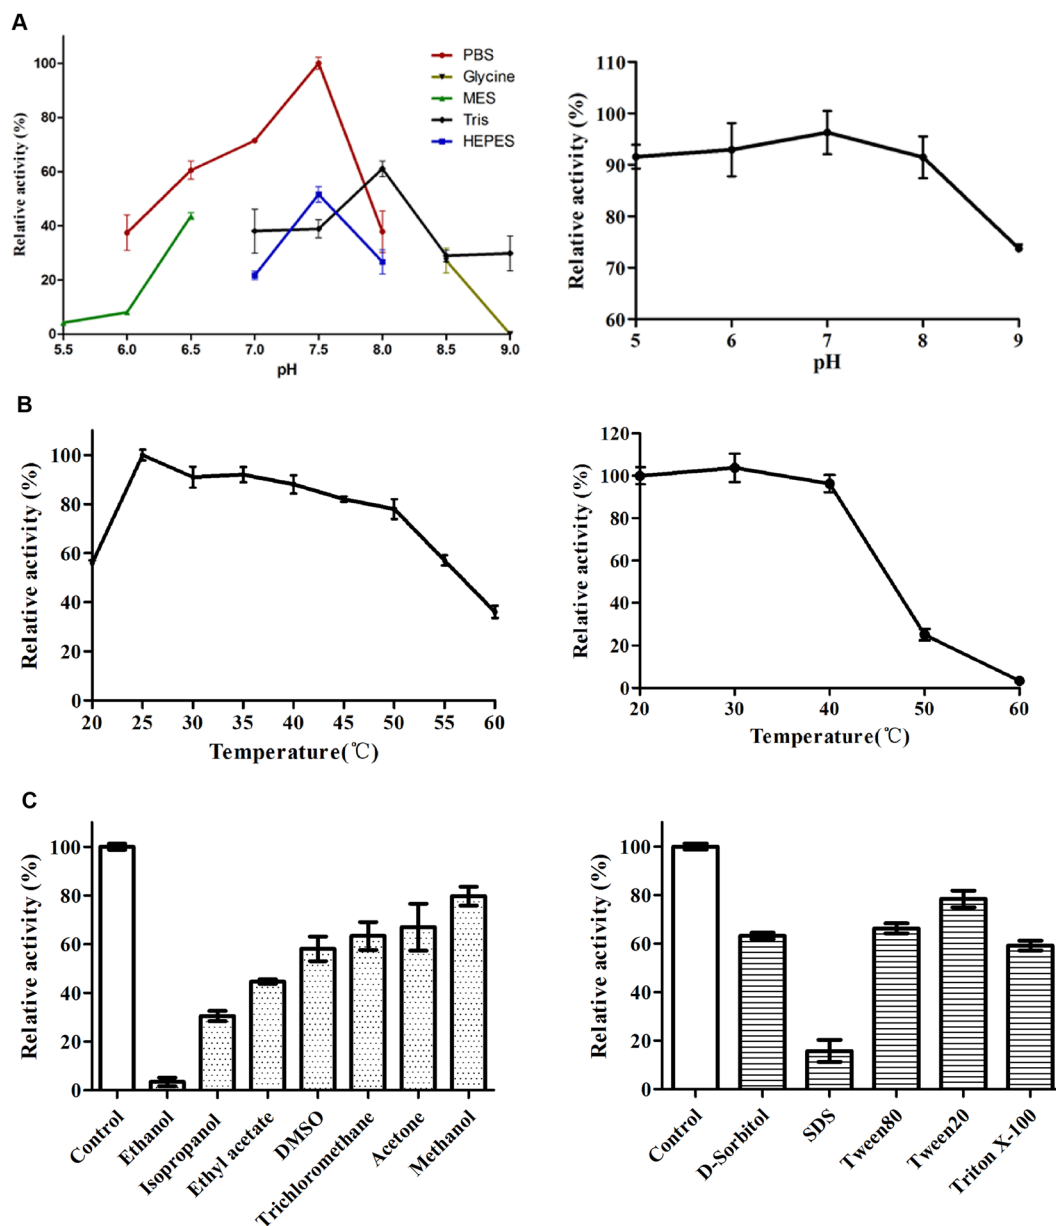 A
Relative activity (%)
100
80
60
40
20
0
5.5 6.0 6.5 7.0 7.5 8.0 8.5 9.0
pH
PBS
Glycine
MES
Tris
HEPES
Relative activity (%)
110
100
90
80
70
60
5 6 7 8 9
pH
B
Relative activity (%)
100
80
60
40
20
0
20 25 30 35 40 45 50 55 60
Temperature(℃)
Relative activity (%)
120
100
80
60
40
20
0
20 30 40 50 60
Temperature(℃)
C
Relative activity (%)
100
80
60
40
20
0
Control
Ethanol
Isopropanol
Ethyl acetate
DMSO
Trichloromethane
Acetone
Methanol
Relative activity (%)
100
80
60
40
20
0
Control
D-Sorbitol
SDS
Tween80
Tween20
Triton X-100